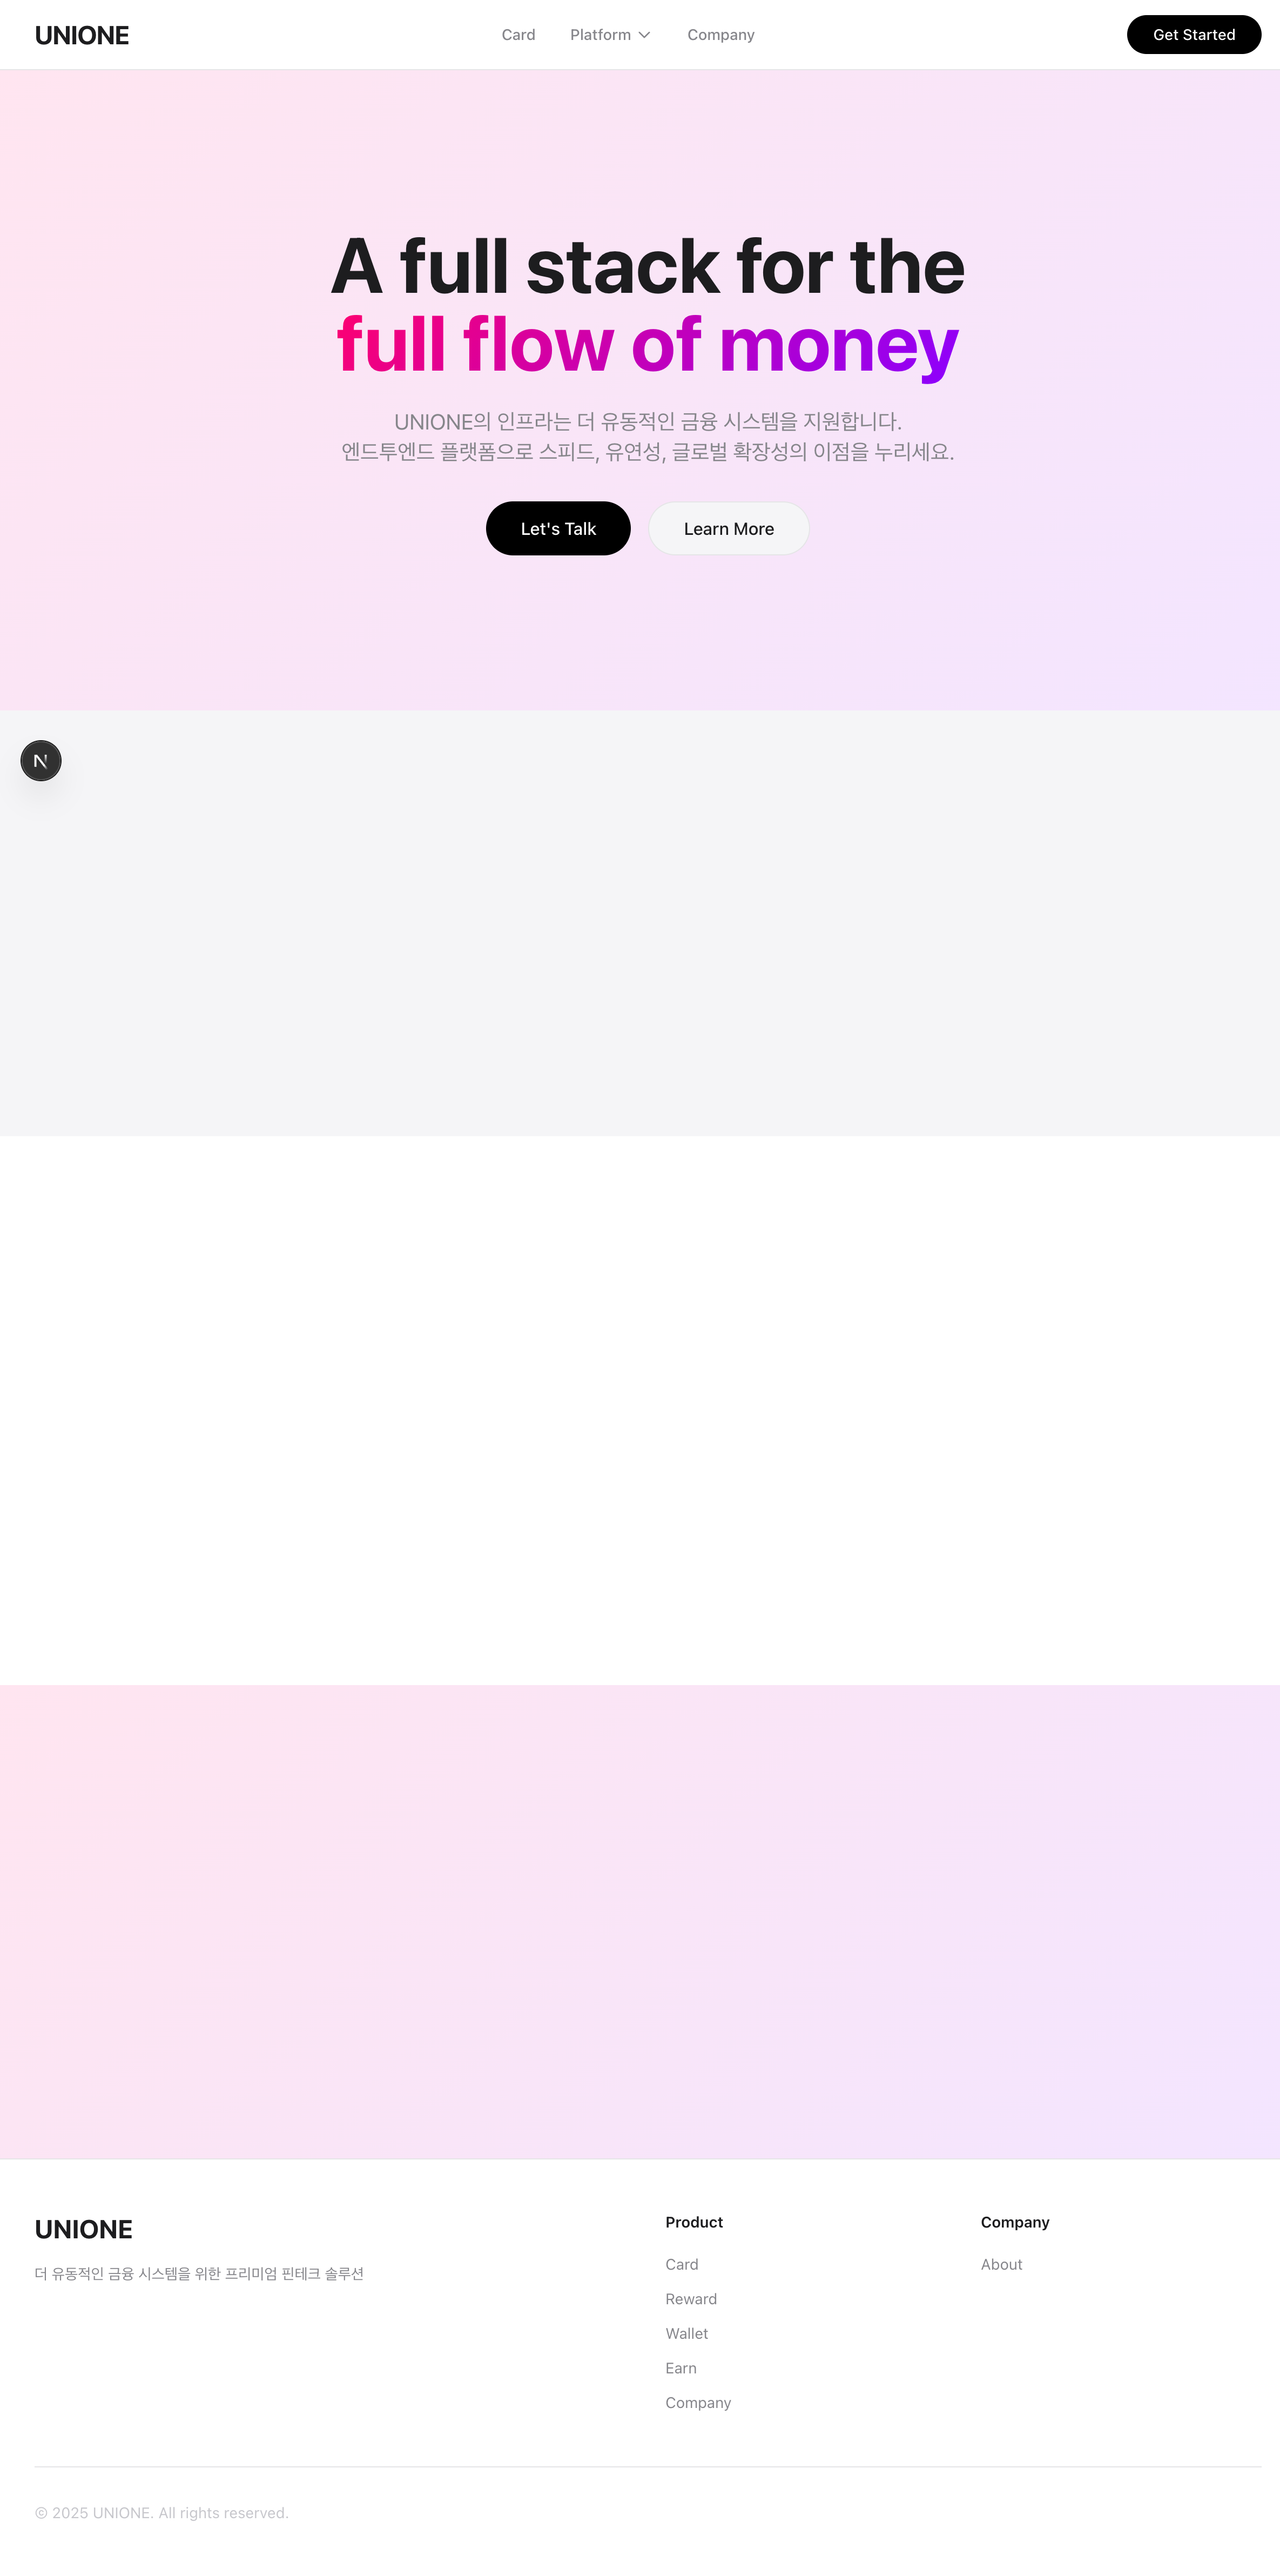 UNIONE
Card
Platform
Company
Get Started
A full stack for the
full flow of money
UNIONE의 인프라는 더 유동적인 금융 시스템을 지원합니다.
엔드투엔드 플랫폼으로 스피드, 유연성, 글로벌 확장성의 이점을 누리세요.
Let's Talk
Learn More
N
UNIONE
더 유동적인 금융 시스템을 위한 프리미엄 핀테크 솔루션
Product
Card
Reward
Wallet
Earn
Company
Company
About
© 2025 UNIONE. All rights reserved.